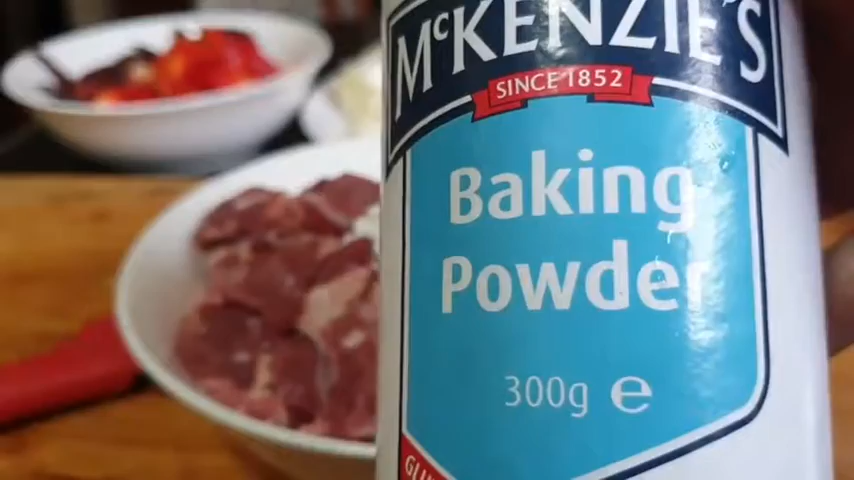 McKENZIE'S
SINCE 1852
Baking
Powder
300g e